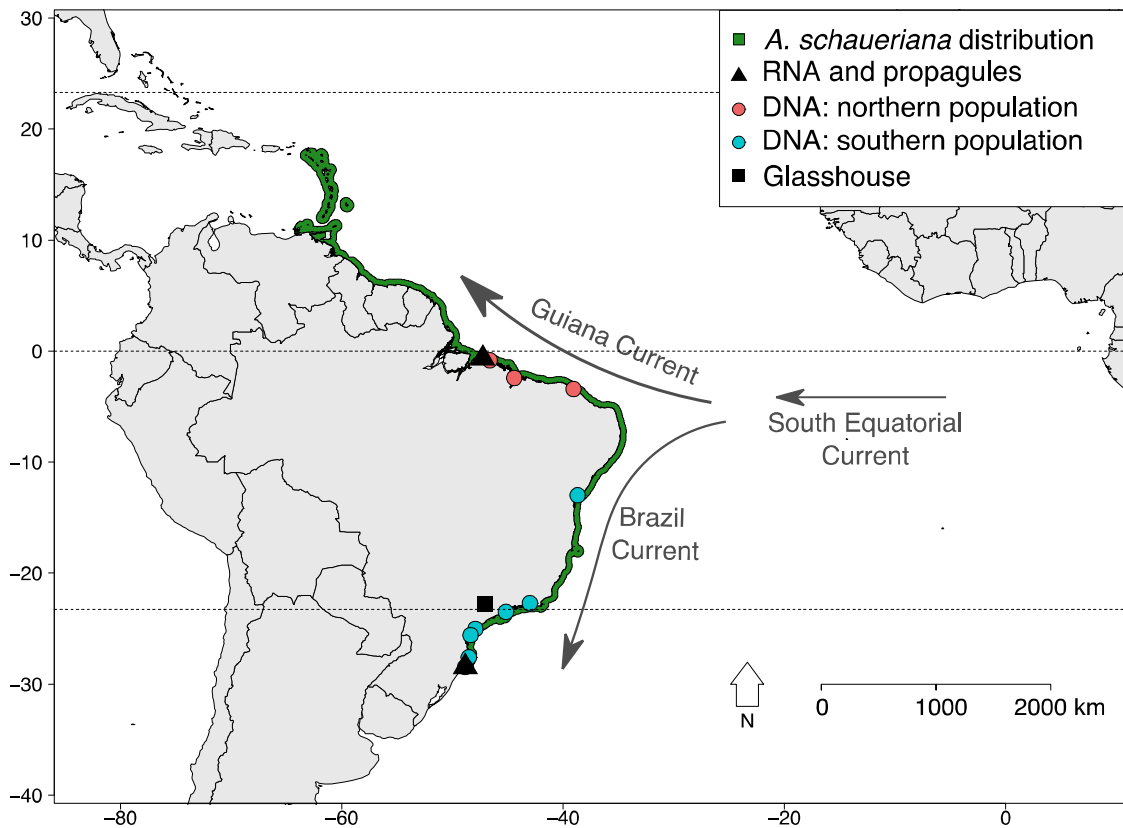 30
20
10
0
−10
−20
−30
−40
A. schaueriana distribution
RNA and propagules
DNA: northern population
DNA: southern population
Glasshouse
Guiana Current
South Equatorial
Current
Brazil
Current
N
0 1000 2000 km
−80 −60 −40 −20 0